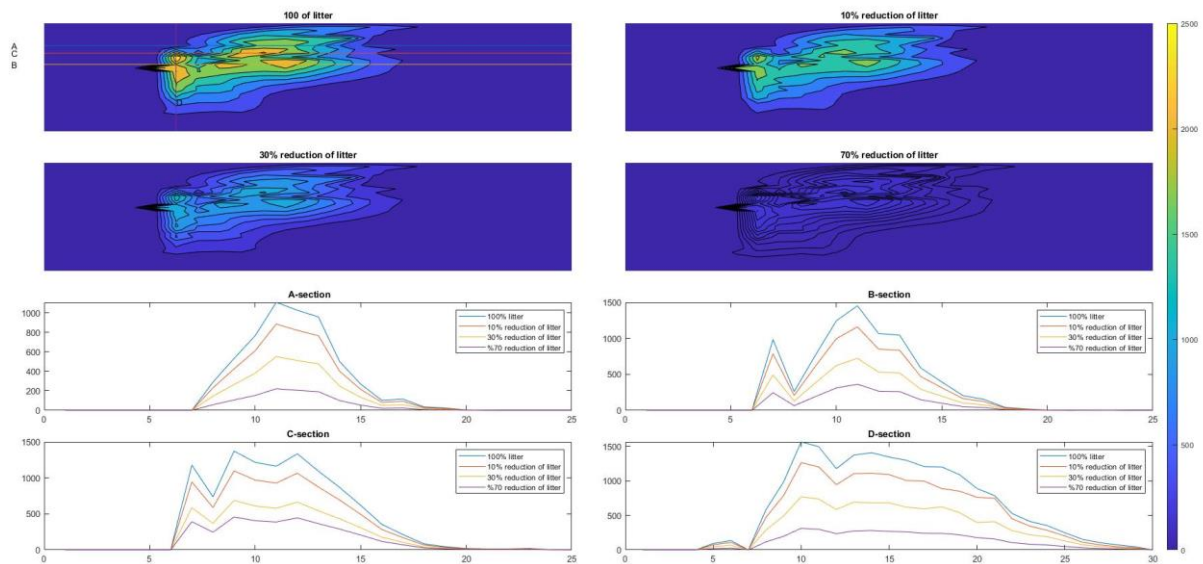 100 of litter
10% reduction of litter
A
C
B
D
30% reduction of litter
70% reduction of litter
2500
2000
1500
1000
500
0
A-section
1000
800
600
400
200
0
0 5 10 15 20 25
100% litter
10% reduction of litter
30% reduction of litter
%70 reduction of litter
B-section
1500
1000
500
0
0 5 10 15 20 25
100% litter
10% reduction of litter
30% reduction of litter
%70 reduction of litter
C-section
1500
1000
500
0
0 5 10 15 20 25
100% litter
10% reduction of litter
30% reduction of litter
%70 reduction of litter
D-section
1500
1000
500
0
0 5 10 15 20 25 30
100% litter
10% reduction of litter
30% reduction of litter
%70 reduction of litter